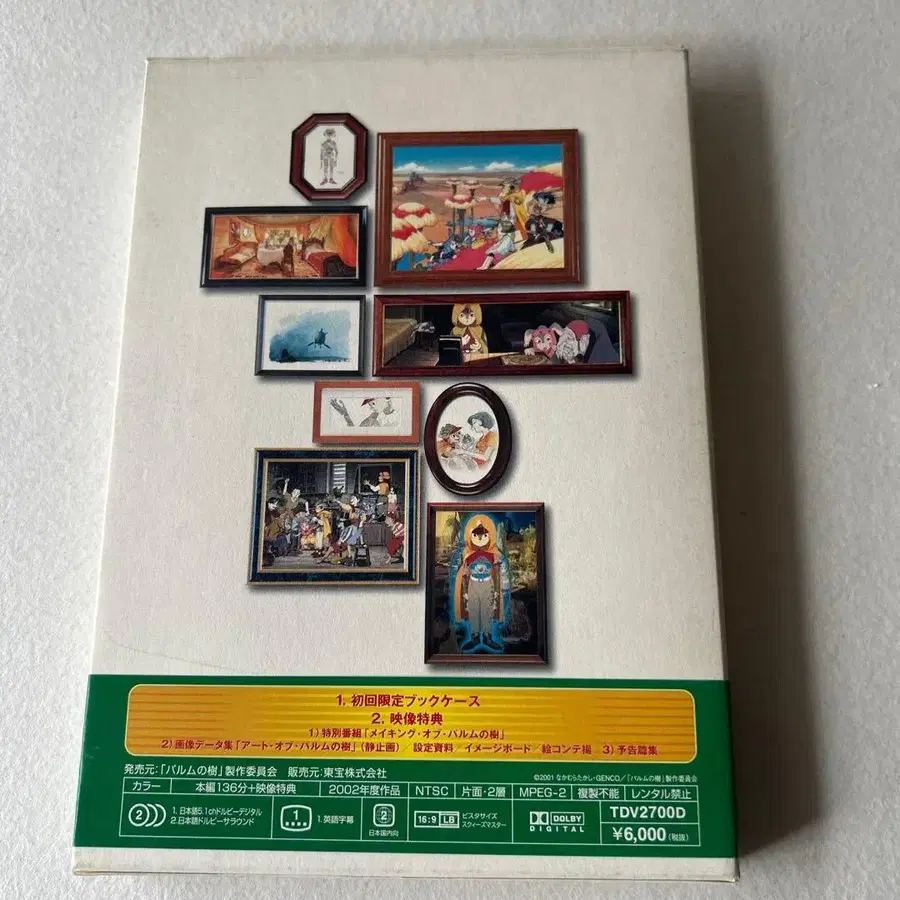 1. 初回限定ブックケース
2. 映像特典
1) 特別番組「メイキング・オブ・パルムの樹」
2) 画像データ集「アート・オブ・パルムの樹」(静止画)/設定資料/イメージボード/絵コンテ撮 3) 予告篇集
発売元:「パルムの樹」製作委員会 販売元:東宝株式会社
©2001 なかむらたかし・GENCO/「パルムの樹」製作委員会
カラー 本編136分+映像特典 2002年度作品 NTSC 片面・2層 MPEG-2 複製不能 レンタル禁止
2 1. 日本語5.1chドルビーデジタル
2. 日本語ドルビーサラウンド
1 1. 英語字幕
2 日本国内向
16:9 LB ビスタサイズ
スクィーズマスター
DOLBY
DIGITAL
TDV2700D
¥6,000(税抜)